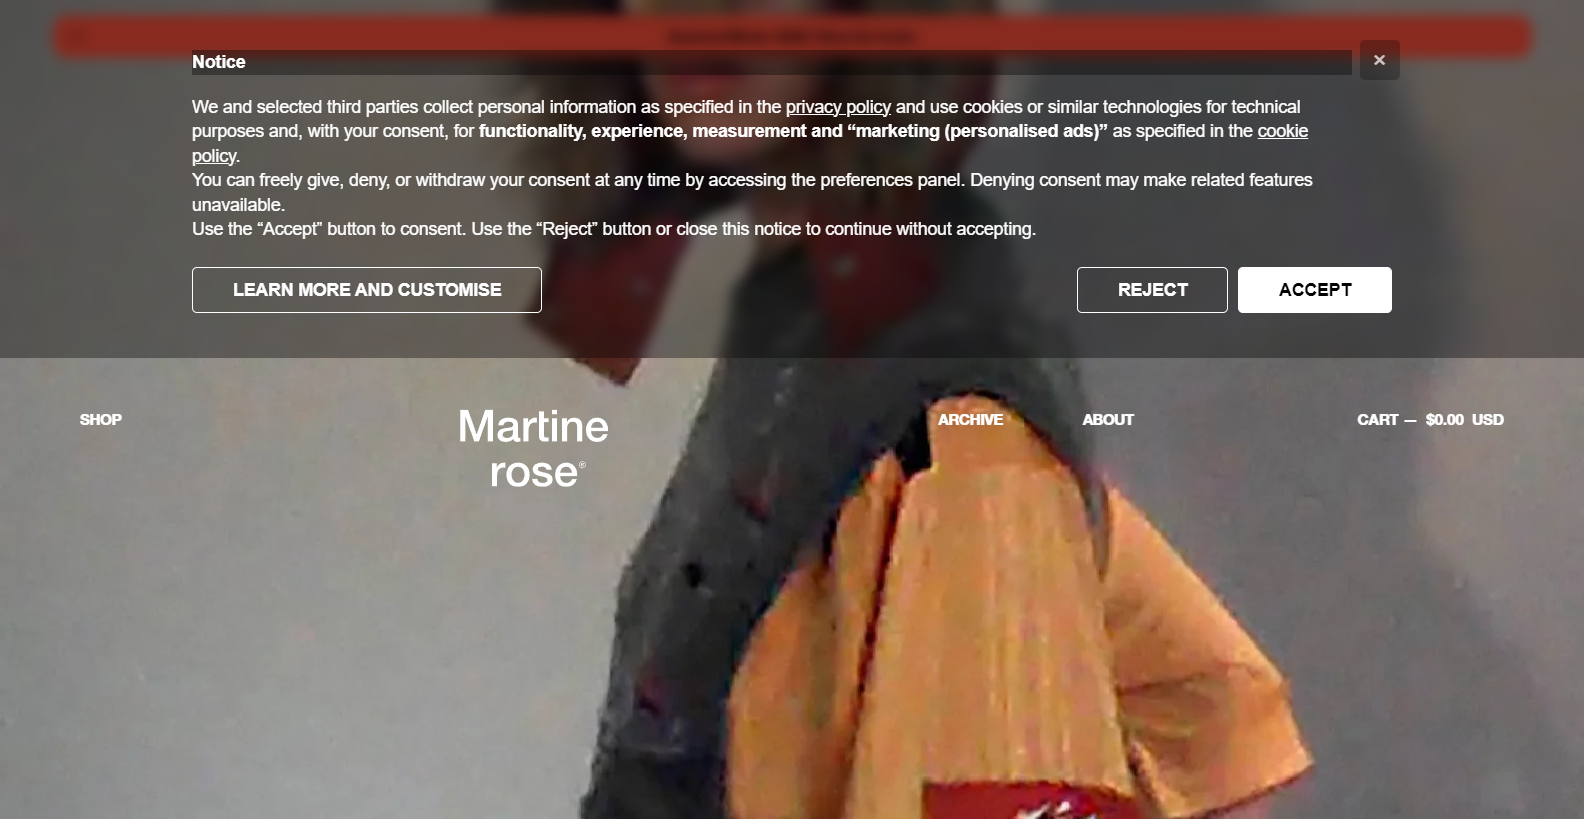 Notice
×
We and selected third parties collect personal information as specified in the privacy policy and use cookies or similar technologies for technical
purposes and, with your consent, for functionality, experience, measurement and “marketing (personalised ads)” as specified in the cookie
policy.
You can freely give, deny, or withdraw your consent at any time by accessing the preferences panel. Denying consent may make related features
unavailable.
Use the “Accept” button to consent. Use the “Reject” button or close this notice to continue without accepting.
LEARN MORE AND CUSTOMISE
REJECT
ACCEPT
SHOP
Martine
rose®
ARCHIVE
ABOUT
CART — $0.00 USD